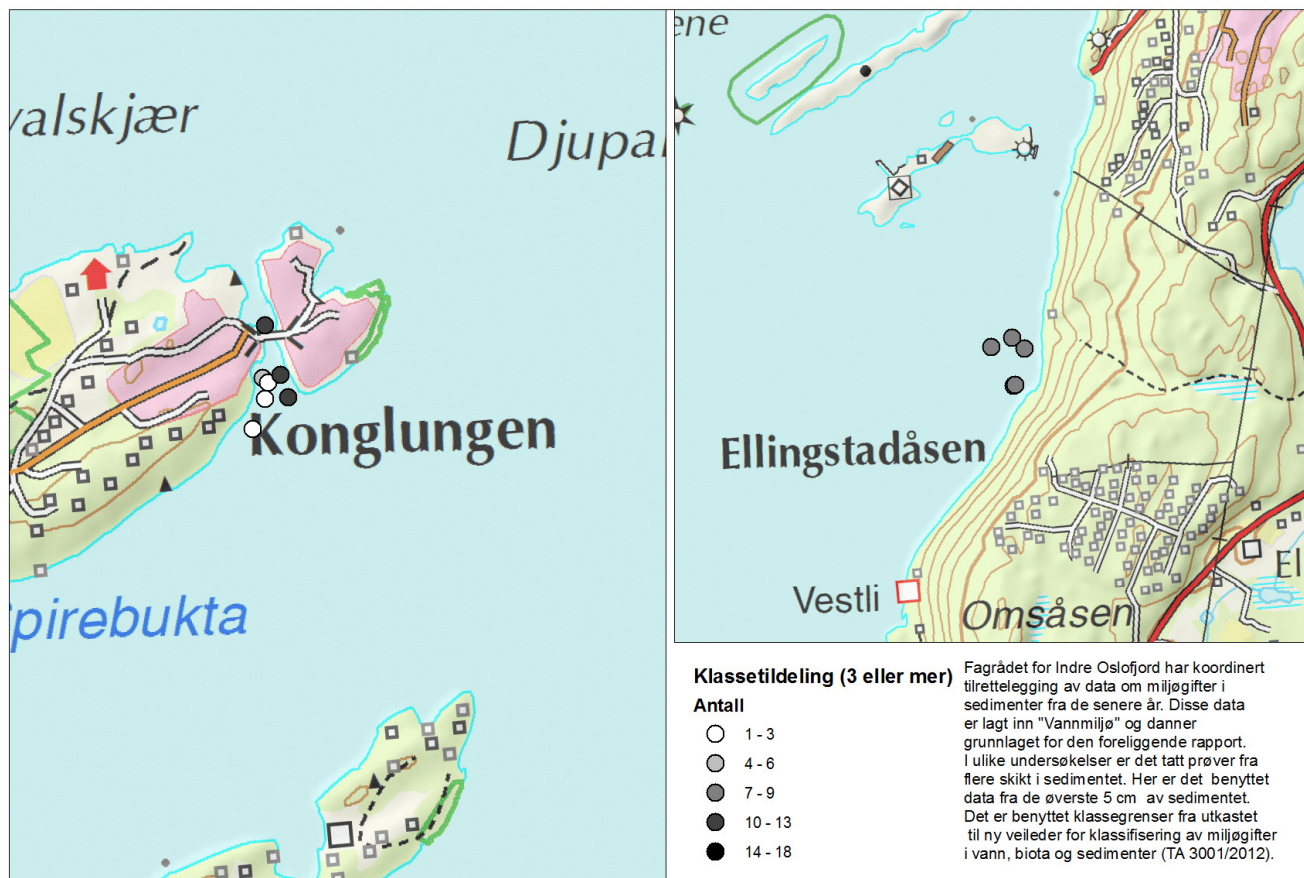 valskjær
Djupal
Konglungen
pirebukta
ene
Ellingstadåsen
Vestli
Omsåsen
El
Klassetildeling (3 eller mer)
Antall
1 - 3
4 - 6
7 - 9
10 - 13
14 - 18
Fagrådet for Indre Oslofjord har koordinert
tilrettelegging av data om miljøgifter i
sedimenter fra de senere år. Disse data
er lagt inn "Vannmiljø" og danner
grunnlaget for den foreliggende rapport.
I ulike undersøkelser er det tatt prøver fra
flere skikt i sedimentet. Her er det benyttet
data fra de øverste 5 cm av sedimentet.
Det er benyttet klassegrenser fra utkastet
til ny veileder for klassifisering av miljøgifter
i vann, biota og sedimenter (TA 3001/2012).